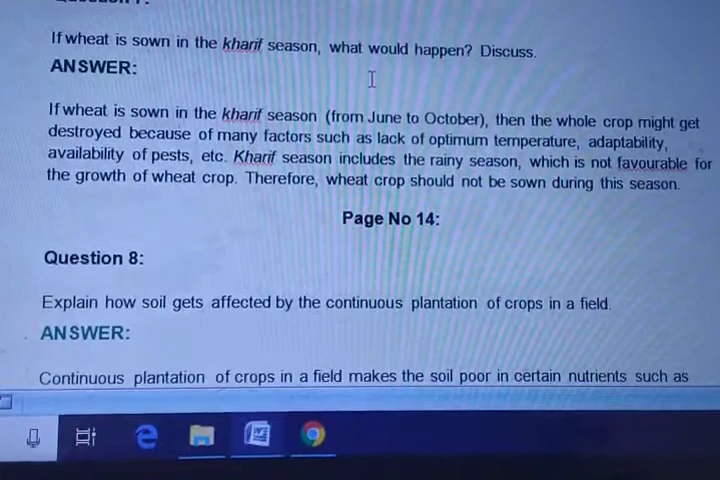 If wheat is sown in the kharif season, what would happen? Discuss.
ANSWER:
If wheat is sown in the kharif season (from June to October), then the whole crop might get
destroyed because of many factors such as lack of optimum temperature, adaptability,
availability of pests, etc. Kharif season includes the rainy season, which is not favourable for
the growth of wheat crop. Therefore, wheat crop should not be sown during this season.
Page No 14:
Question 8:
Explain how soil gets affected by the continuous plantation of crops in a field.
ANSWER:
Continuous plantation of crops in a field makes the soil poor in certain nutrients such as